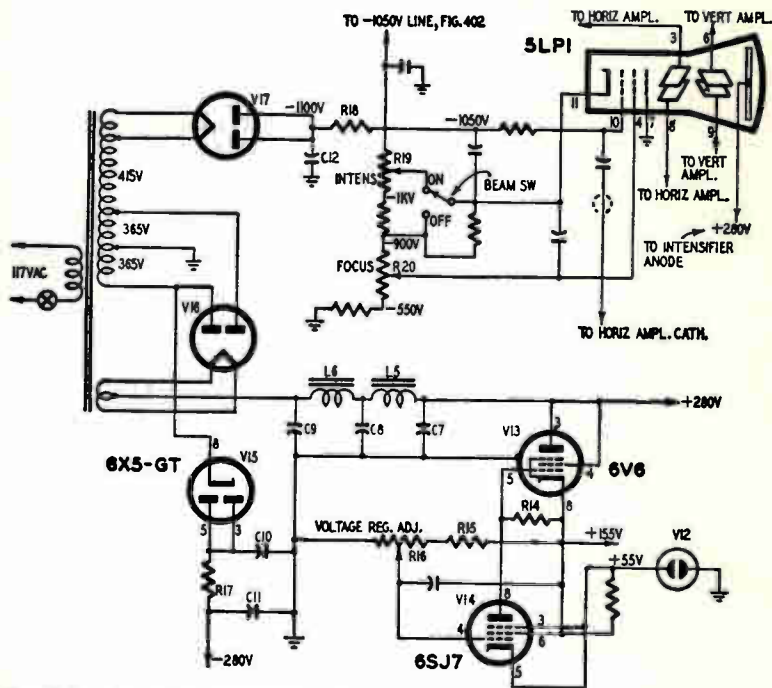 TO -1050V LINE, FIG.402
TO HORIZ AMPL.
3
TO VERT AMPL.
6
5LP1
V17
-1100V
R18
-1050V
11
10
4
7
8
9
C12
R19
INTENS
ON
BEAM SW
OFF
-1KV
-900V
FOCUS
R20
-550V
TO VERT
AMPL.
TO HORIZ AMPL.
+280V
TO INTENSIFIER
ANODE
TO HORIZ AMPL. CATH.
415V
365V
365V
117VAC
V16
L6
L5
+280V
C9
C8
C7
V13
3
5
4
8
6V6
6X5-GT
8
V15
5
3
C10
R17
C11
-280V
VOLTAGE REG. ADJ.
R14
R15
R16
+155V
+55V
V12
V14
8
4
3
6
5
6SJ7